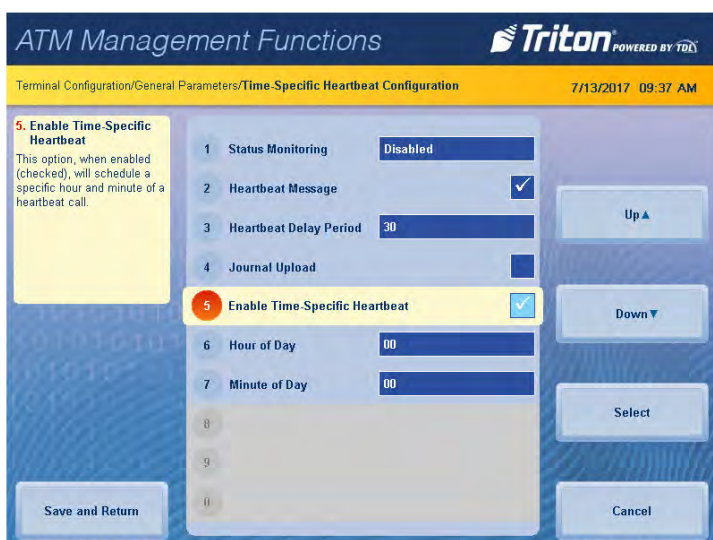 ATM Management Functions
Triton POWERED BY TDL
Terminal Configuration/General Parameters/Time-Specific Heartbeat Configuration
7/13/2017 09:37 AM
5. Enable Time-Specific
Heartbeat
This option, when enabled
(checked), will schedule a
specific hour and minute of a
heartbeat call.
1 Status Monitoring Disabled
2 Heartbeat Message
3 Heartbeat Delay Period 30
4 Journal Upload
5 Enable Time-Specific Heartbeat
6 Hour of Day 00
7 Minute of Day 00
8
9
0
Up
Down
Select
Save and Return
Cancel